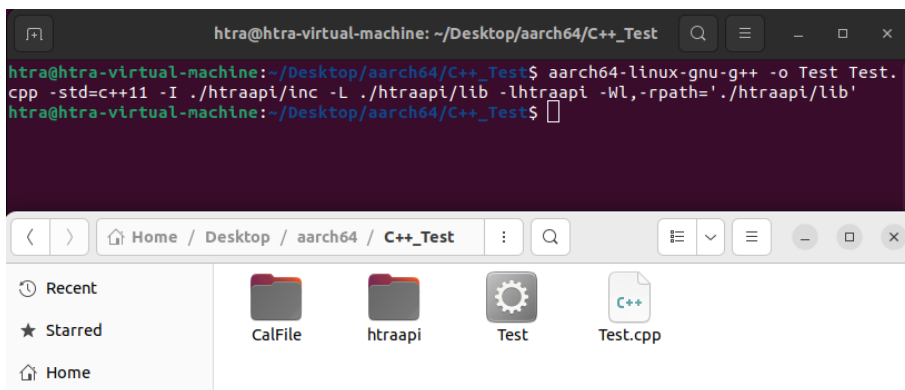 htra@htra-virtual-machine: ~/Desktop/aarch64/C++_Test
htra@htra-virtual-machine:~/Desktop/aarch64/C++_Test$ aarch64-linux-gnu-g++ -o Test Test.
cpp -std=c++11 -I ./htraapi/inc -L ./htraapi/lib -lhtraapi -Wl,-rpath='./htraapi/lib'
htra@htra-virtual-machine:~/Desktop/aarch64/C++_Test$
Home / Desktop / aarch64 / C++_Test
Recent
Starred
Home
C++
CalFile
htraapi
Test
Test.cpp